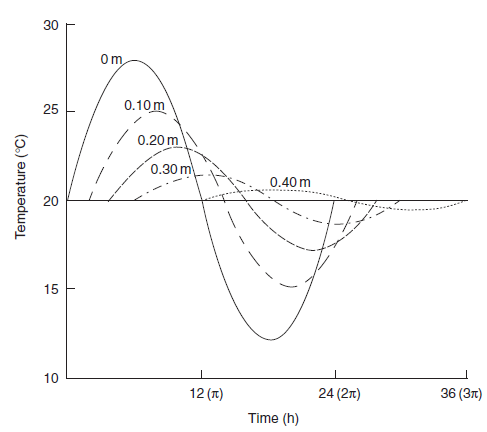 30
0 m
0.10 m
25
0.20 m
0.30 m
0.40 m
Temperature (°C)
20
15
10
12 (π)
24 (2π)
36 (3π)
Time (h)